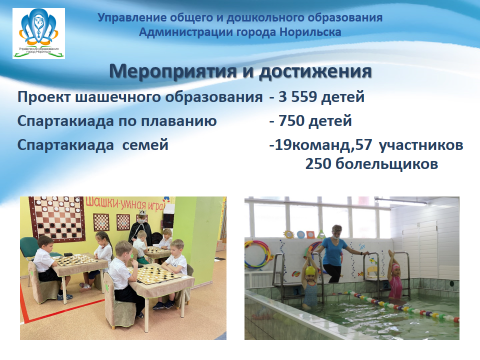 Управление общего и дошкольного образования
Администрации города Норильска
Мероприятия и достижения
Проект шашечного образования - 3 559 детей
Спартакиада по плаванию - 750 детей
Спартакиада семей -19команд,57 участников
250 болельщиков
шашки-умная игра